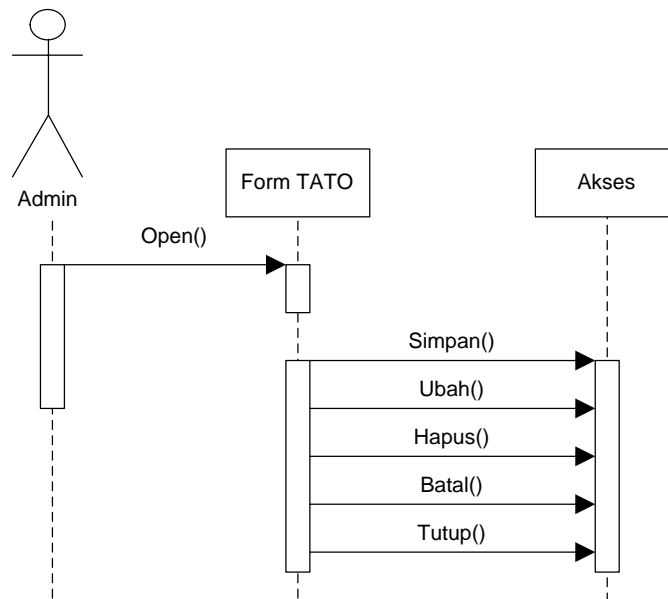 Admin
Form TATO
Akses
Open()
Simpan()
Ubah()
Hapus()
Batal()
Tutup()